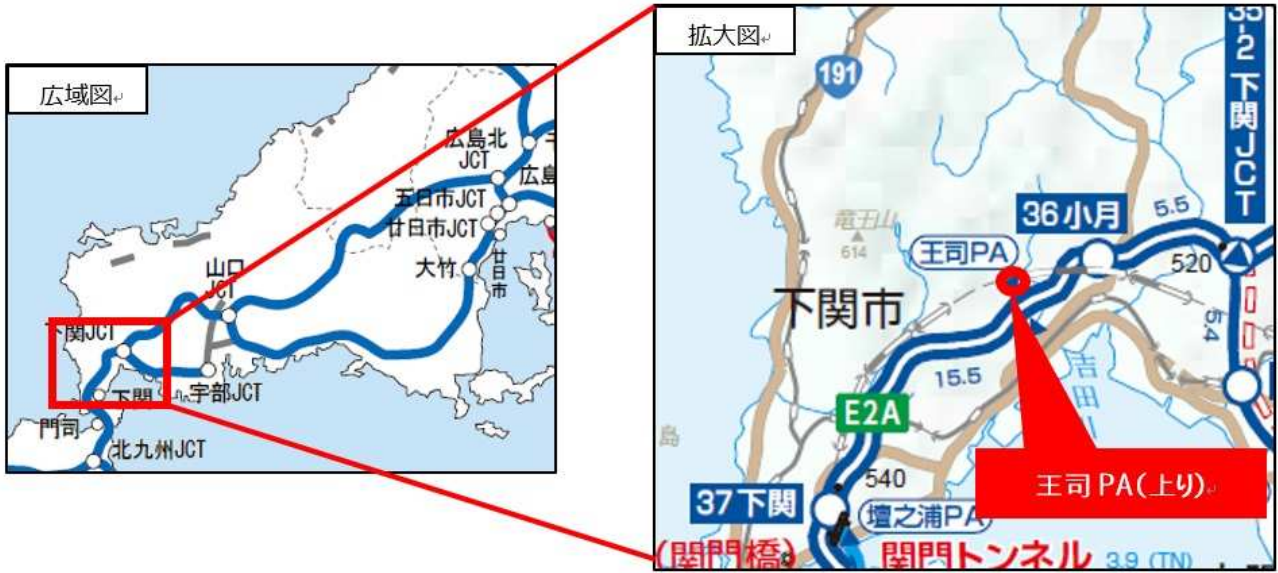 広域図
広島北
JCT
広島
五日市JCT
廿日市JCT
廿日市
大竹
山口
JCT
下関JCT
宇部JCT
下関
門司
北九州JCT
拡大図
191
35-2 下関JCT
36 小月
5.5
竜王山
614
王司PA
520
下関市
5.4
15.5
吉田
E2A
島
540
王司 PA(上り)
37 下関
壇之浦PA
(関門橋)
関門トンネル 3.9 (TN)